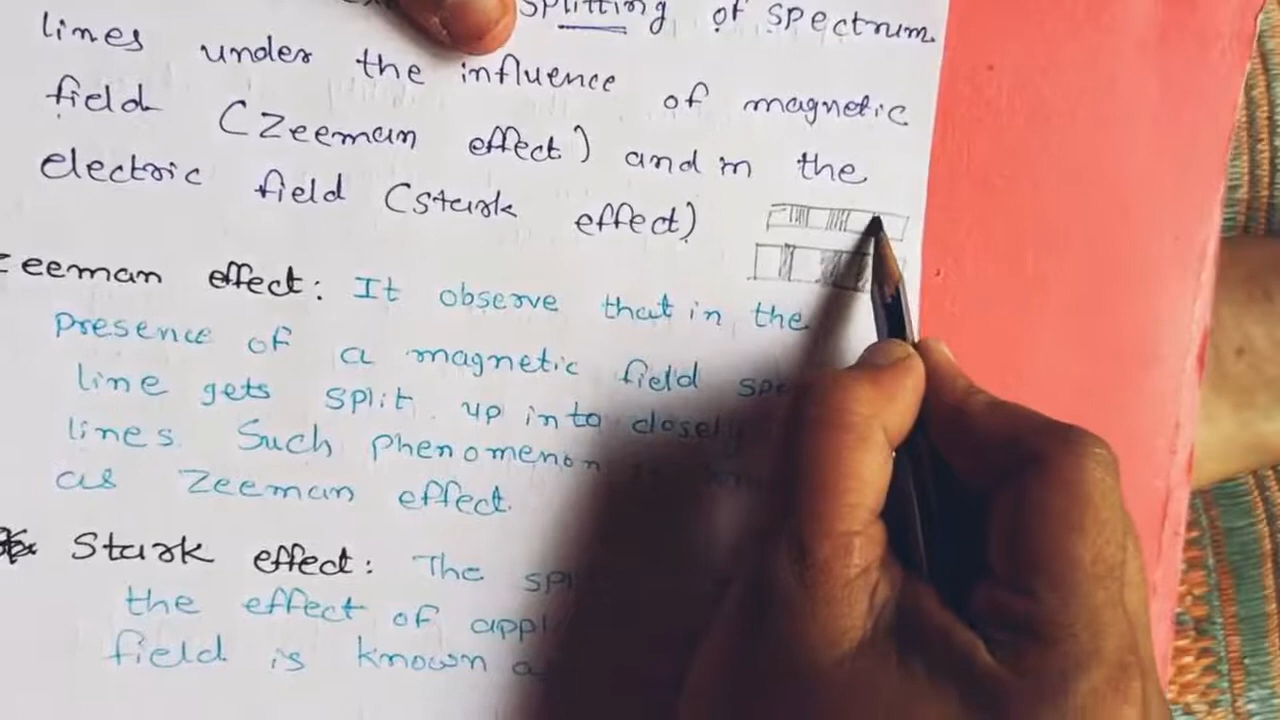 splitting of spectrum
lines under the influence of magnetic
field (Zeeman effect) and in the
electric field (Stark effect)
Zeeman effect: It observe that in the
presence of a magnetic field
line gets split up into closely
lines. Such phenomenon
as Zeeman effect.
Stark effect: The
the effect of
field is known